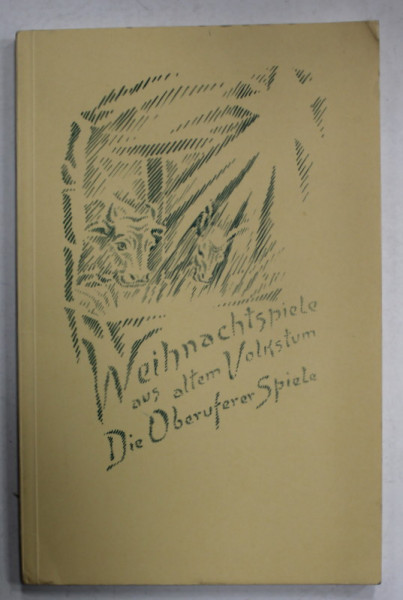 Weihnachtspiele
aus altem Volkstum
Die Oberuferer Spiele